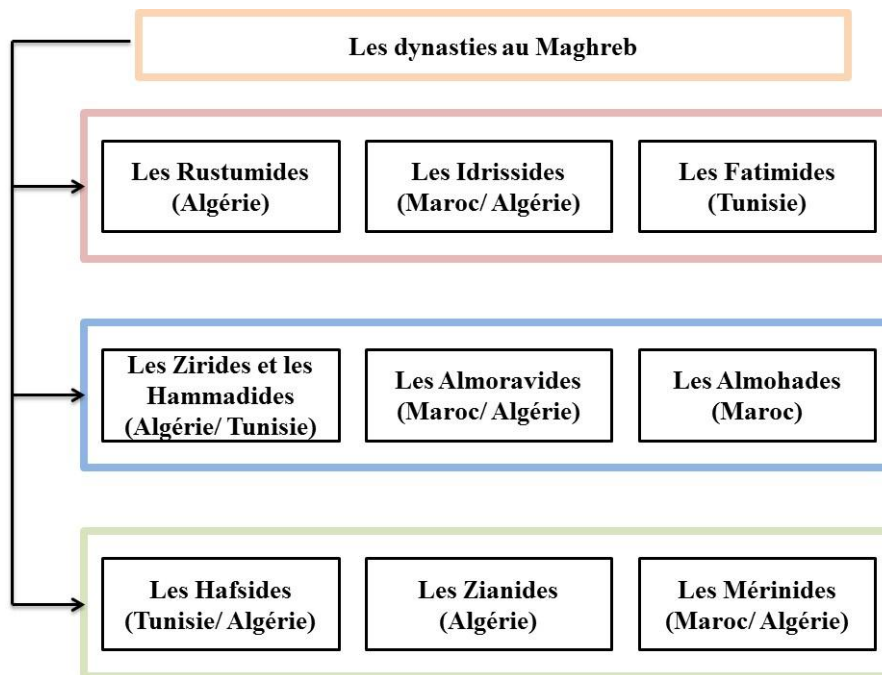 Les dynasties au Maghreb
Les Rustumides
(Algérie)
Les Idrissides
(Maroc/ Algérie)
Les Fatimides
(Tunisie)
Les Zirides et les
Hammadides
(Algérie/ Tunisie)
Les Almoravides
(Maroc/ Algérie)
Les Almohades
(Maroc)
Les Hafsides
(Tunisie/ Algérie)
Les Zianides
(Algérie)
Les Mérinides
(Maroc/ Algérie)